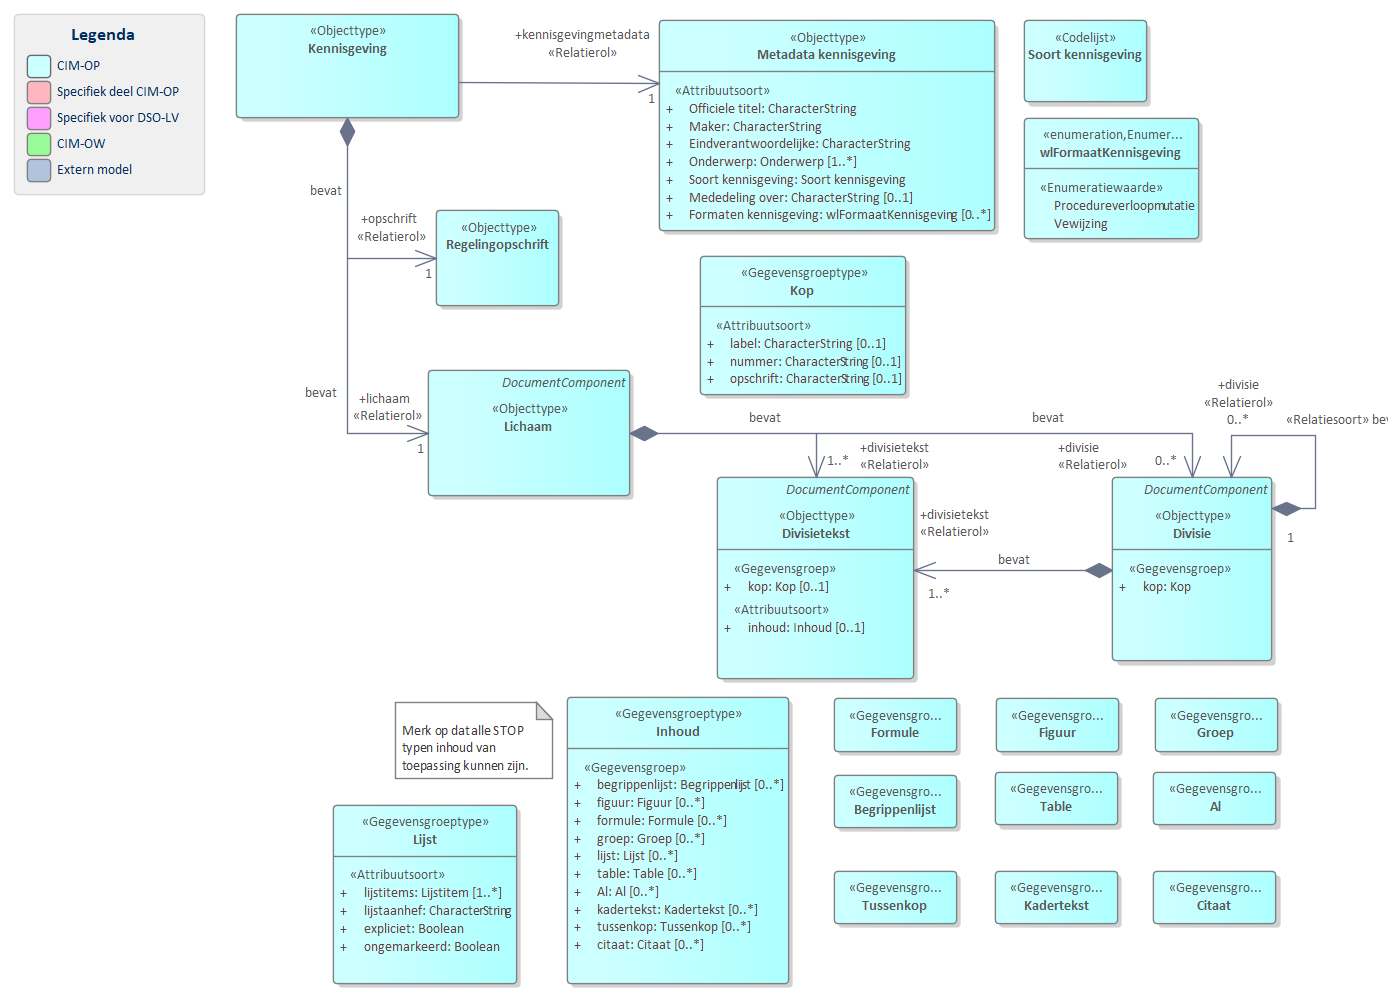 Legenda
CIM-OP
Specifiek deel CIM-OP
Specifiek voor DSO-LV
CIM-OW
Extern model
«Objecttype»
Kennisgeving
+kennisgevingmetadata
«Relatierol»
1
«Objecttype»
Metadata kennisgeving
«Attribuutsoort»
+ Officiele titel: CharacterString
+ Maker: CharacterString
+ Eindverantwoordelijke: CharacterString
+ Onderwerp: Onderwerp [1..*]
+ Soort kennisgeving: Soort kennisgeving
+ Mededeling over: CharacterString [0..1]
+ Formaten kennisgeving: wlFormaatKennisgeving [0..*]
«Codelijst»
Soort kennisgeving
«enumeration,Enumer...
wlFormaatKennisgeving
«Enumeratiewaarde»
Procedureverloopmutatie
Vewijzing
bevat
+opschrift
«Relatierol»
1
«Objecttype»
Regelingopschrift
«Gegevensgroeptype»
Kop
«Attribuutsoort»
+ label: CharacterString [0..1]
+ nummer: CharacterString [0..1]
+ opschrift: CharacterString [0..1]
bevat
+lichaam
«Relatierol»
1
DocumentComponent
«Objecttype»
Lichaam
bevat
bevat
+divisie
«Relatierol»
0..*
«Relatiesoort» bev
1..*
+divisietekst
«Relatierol»
+divisie
«Relatierol»
0..*
DocumentComponent
«Objecttype»
Divisietekst
«Gegevensgroep»
+ kop: Kop [0..1]
«Attribuutsoort»
+ inhoud: Inhoud [0..1]
+divisietekst
«Relatierol»
bevat
1..*
DocumentComponent
«Objecttype»
Divisie
«Gegevensgroep»
+ kop: Kop
1
Merk op dat alle STOP
typen inhoud van
toepassing kunnen zijn.
«Gegevensgroeptype»
Lijst
«Attribuutsoort»
+ lijstitems: Lijstitem [1..*]
+ lijstaanhef: CharacterString
+ expliciet: Boolean
+ ongemarkeerd: Boolean
«Gegevensgroeptype»
Inhoud
«Gegevensgroep»
+ begrippenlijst: Begrippenlijst [0..*]
+ figuur: Figuur [0..*]
+ formule: Formule [0..*]
+ groep: Groep [0..*]
+ lijst: Lijst [0..*]
+ table: Table [0..*]
+ Al: Al [0..*]
+ kadertekst: Kadertekst [0..*]
+ tussenkop: Tussenkop [0..*]
+ citaat: Citaat [0..*]
«Gegevensgro...
Formule
«Gegevensgro...
Figuur
«Gegevensgro...
Groep
«Gegevensgro...
Begrippenlijst
«Gegevensgro...
Table
«Gegevensgro...
Al
«Gegevensgro...
Tussenkop
«Gegevensgro...
Kadertekst
«Gegevensgro...
Citaat